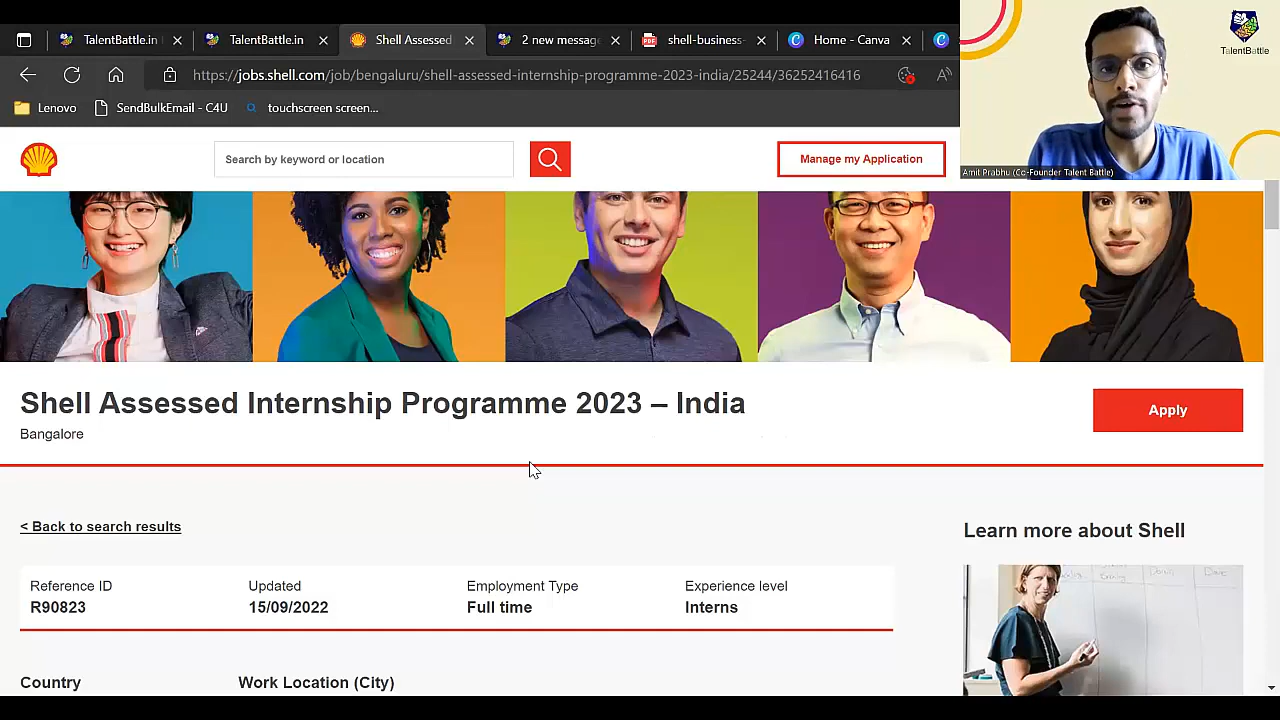 TalentBattle.in
TalentBattle.in
Shell Assessed
2 new message
shell-business-
Home - Canva
https://jobs.shell.com/job/bengaluru/shell-assessed-internship-programme-2023-india/25244/36252416416
Lenovo
SendBulkEmail - C4U
touchscreen screen...
TalentBattle
Amit Prabhu (Co-Founder Talent Battle)
Search by keyword or location
Manage my Application
Shell Assessed Internship Programme 2023 – India
Apply
Bangalore
< Back to search results
Learn more about Shell
Reference ID
Updated
Employment Type
Experience level
R90823
15/09/2022
Full time
Interns
Country
Work Location (City)